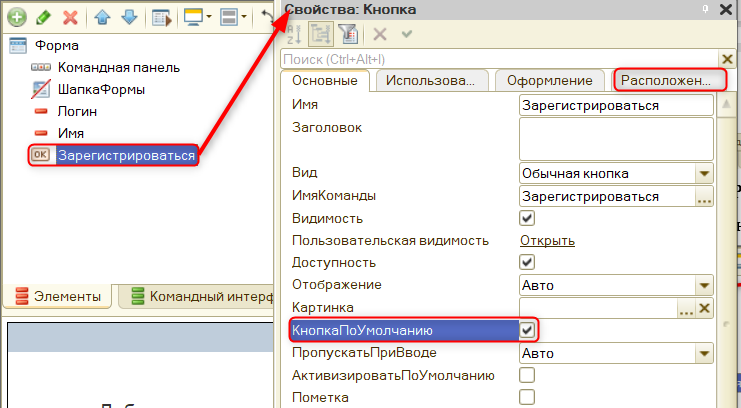 Свойства: Кнопка
Форма
Командная панель
ШапкаФормы
Логин
Имя
OK Зарегистрироваться
Элементы
Командный интерф
Поиск (Ctrl+Alt+I)
Основные Использова... Оформление Расположен...
Имя Зарегистрироваться
Заголовок
Вид Обычная кнопка
ИмяКоманды Зарегистрироваться ...
Видимость
Пользовательская видимость Открыть
Доступность
Отображение Авто
Картинка ...
КнопкаПоУмолчанию
ПропускатьПриВводе Авто
АктивизироватьПоУмолчанию
Пометка